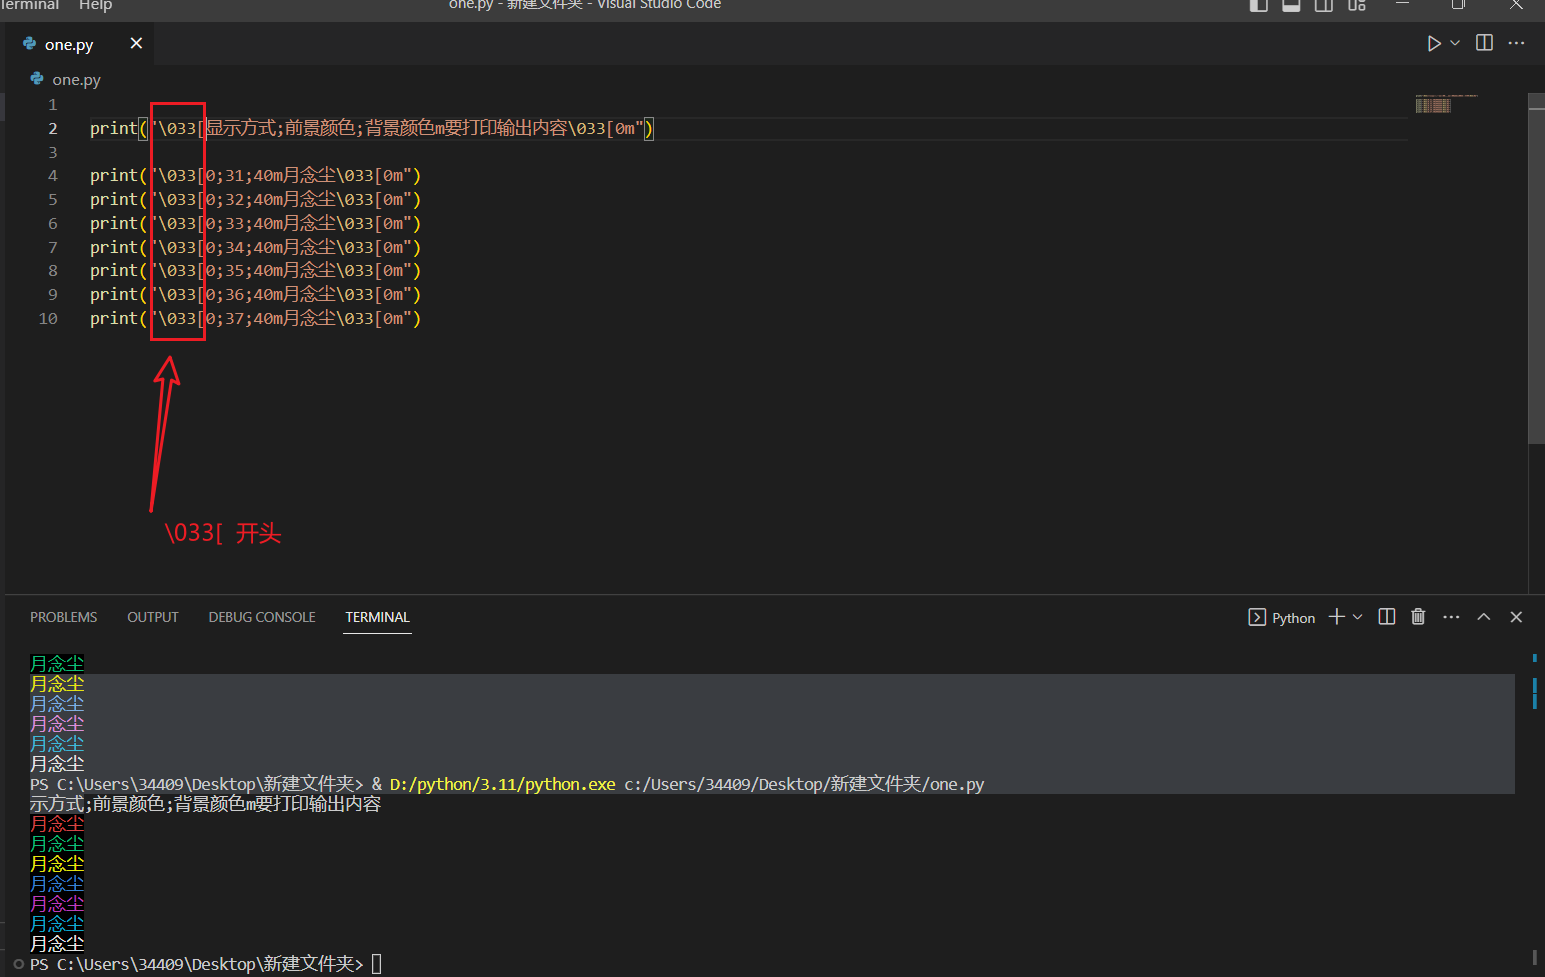 Terminal Help one.py - 新建文件夹 - Visual Studio Code
one.py
one.py
1
2 print("\033[显示方式;前景颜色;背景颜色m要打印输出内容\033[0m")
3
4 print("\033[0;31;40m月念尘\033[0m")
5 print("\033[0;32;40m月念尘\033[0m")
6 print("\033[0;33;40m月念尘\033[0m")
7 print("\033[0;34;40m月念尘\033[0m")
8 print("\033[0;35;40m月念尘\033[0m")
9 print("\033[0;36;40m月念尘\033[0m")
10 print("\033[0;37;40m月念尘\033[0m")
\033[ 开头
PROBLEMS OUTPUT DEBUG CONSOLE TERMINAL Python
月念尘
月念尘
月念尘
月念尘
月念尘
月念尘
PS C:\Users\34409\Desktop\新建文件夹> & D:/python/3.11/python.exe c:/Users/34409/Desktop/新建文件夹/one.py
示方式;前景颜色;背景颜色m要打印输出内容
月念尘
月念尘
月念尘
月念尘
月念尘
月念尘
月念尘
PS C:\Users\34409\Desktop\新建文件夹>